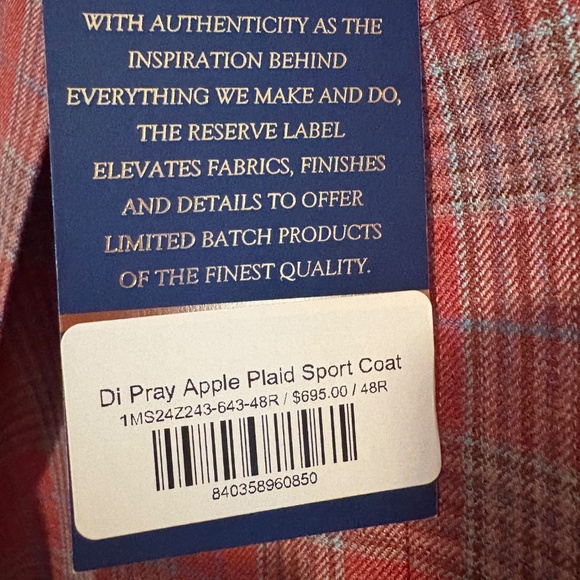 WITH AUTHENTICITY AS THE
INSPIRATION BEHIND
EVERYTHING WE MAKE AND DO,
THE RESERVE LABEL
ELEVATES FABRICS, FINISHES
AND DETAILS TO OFFER
LIMITED BATCH PRODUCTS
OF THE FINEST QUALITY.
Di Pray Apple Plaid Sport Coat
1MS24Z243-643-48R / $695.00 / 48R
840358960850